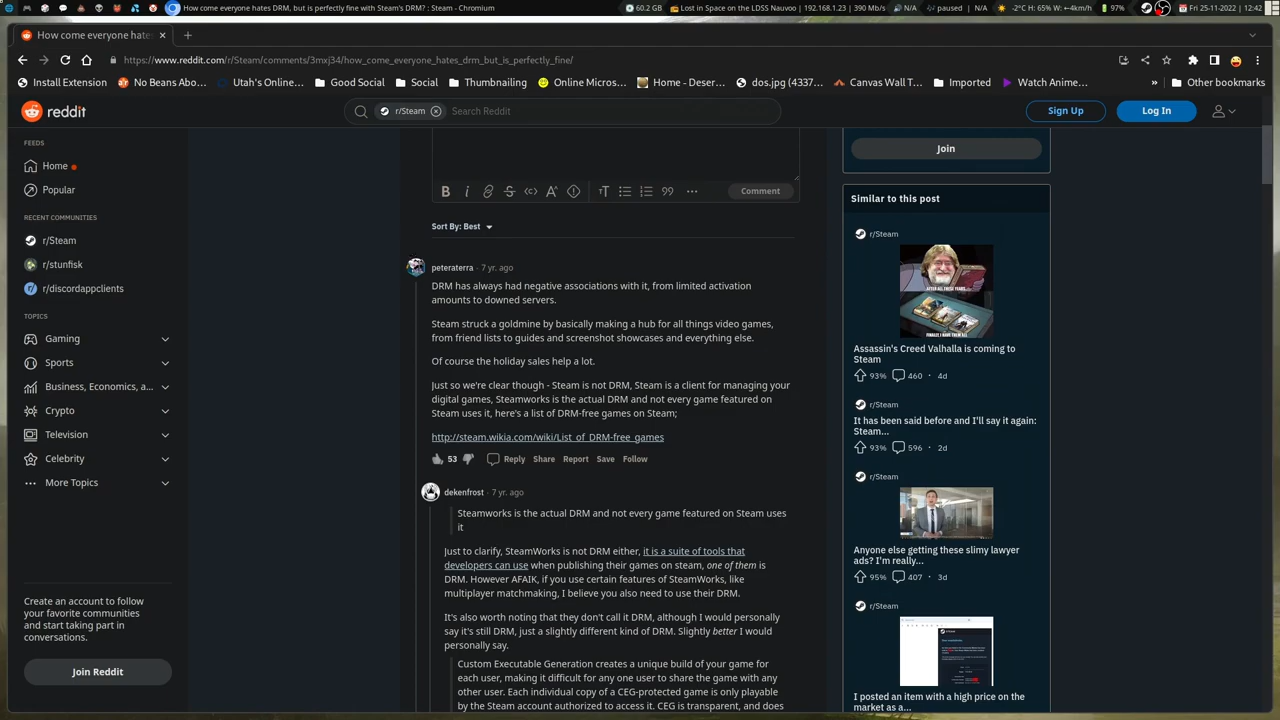 How come everyone hates DRM, but is perfectly fine with Steam's DRM? : Steam - Chromium
60.2 GB
Lost in Space on the LDSS Nauvoo | 192.168.1.23 | 390 Mb/s
N/A
paused | N/A
-2°C H: 65% W: ←4km/h
97%
Fri 25-11-2022 | 12:42
How come everyone hates
https://www.reddit.com/r/Steam/comments/3mxj34/how_come_everyone_hates_drm_but_is_perfectly_fine/
Install Extension
No Beans Abo...
Utah's Online...
Good Social
Social
Thumbnailing
Online Micros...
Home - Deser...
dos.jpg (4337...
Canvas Wall T...
Imported
Watch Anime...
Other bookmarks
reddit
r/Steam
Search Reddit
Sign Up
Log In
FEEDS
Home
Popular
RECENT COMMUNITIES
r/Steam
r/stunfisk
r/discordappclients
TOPICS
Gaming
Sports
Business, Economics, a...
Crypto
Television
Celebrity
More Topics
Create an account to follow
your favorite communities
and start taking part in
conversations.
Join Reddit
Comment
Sort By: Best
peteraterra · 7 yr. ago
DRM has always had negative associations with it, from limited activation
amounts to downed servers.
Steam struck a goldmine by basically making a hub for all things video games,
from friend lists to guides and screenshot showcases and everything else.
Of course the holiday sales help a lot.
Just so we're clear though - Steam is not DRM, Steam is a client for managing your
digital games, Steamworks is the actual DRM and not every game featured on
Steam uses it, here's a list of DRM-free games on Steam;
http://steam.wikia.com/wiki/List_of_DRM-free_games
53
Reply
Share
Report
Save
Follow
dekenfrost · 7 yr. ago
Steamworks is the actual DRM and not every game featured on Steam uses
it
Just to clarify, SteamWorks is not DRM either, it is a suite of tools that
developers can use when publishing their games on steam, one of them is
DRM. However AFAIK, if you use certain features of SteamWorks, like
multiplayer matchmaking, I believe you also need to use their DRM.
It's also worth noting that they don't call it DRM, although I would personally
say it's still DRM, just a slightly different kind of DRM. Slightly better I would
personally say.
Custom Executable Generation creates a unique build of your game for
each user, making it difficult for any one user to share the game with any
other user. Each individual copy of a CEG-protected game is only playable
by the Steam account authorized to access it. CEG is transparent, and does
Join
Similar to this post
r/Steam
AFTER ALL THESE YEARS,
FINALLY, I HAVE THEM ALL
Assassin's Creed Valhalla is coming to
Steam
93%
460
· 4d
r/Steam
It has been said before and I'll say it again:
Steam...
93%
596
· 2d
r/Steam
Anyone else getting these slimy lawyer
ads? I'm really...
95%
407
· 3d
r/Steam
I posted an item with a high price on the
market as a...